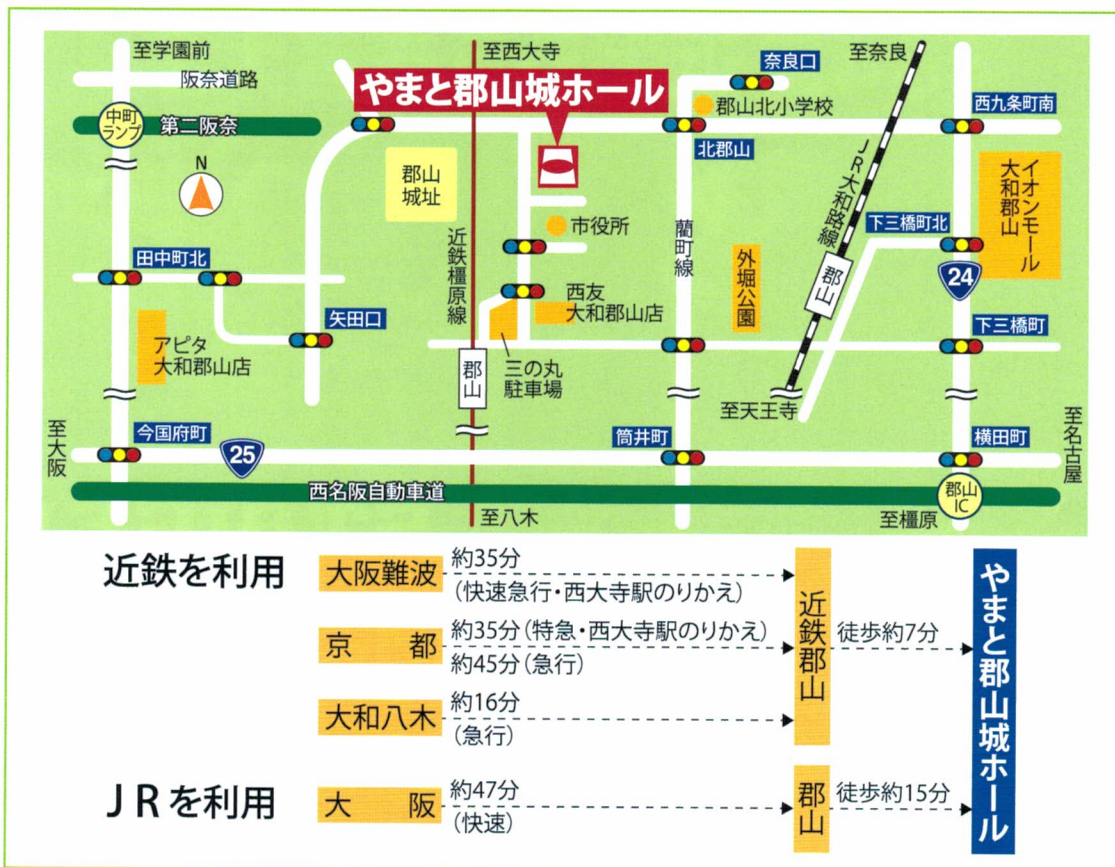 至学園前
至西大寺
至奈良
奈良口
阪奈道路
やまと郡山城ホール
郡山北小学校
西九条町南
中町
ランプ
第二阪奈
北郡山
N
郡山
城址
JR大和路線
イオンモール
大和郡山
市役所
下三橋町北
近鉄橿原線
藺町線
田中町北
郡山
24
外堀公園
西友
大和郡山店
矢田口
下三橋町
アピタ
大和郡山店
郡山
三の丸
駐車場
至天王寺
至大阪
今国府町
25
筒井町
横田町
至名古屋
西名阪自動車道
郡山
IC
至八木
至橿原
近鉄を利用
大阪難波
約35分
(快速急行・西大寺駅のりかえ)
京都
約35分(特急・西大寺駅のりかえ)
約45分(急行)
大和八木
約16分
(急行)
近鉄郡山
徒歩約7分
やまと郡山城ホール
JRを利用
大阪
約47分
(快速)
郡山
徒歩約15分